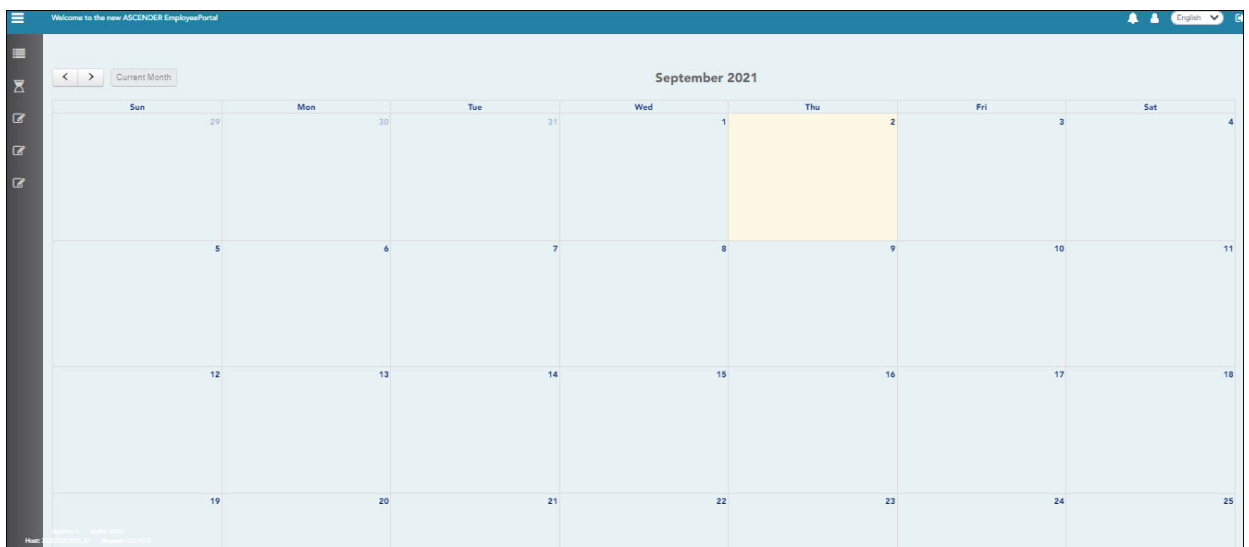 Welcome to the new ASCENDER EmployeePortal
English
Current Month
September 2021
Sun Mon Tue Wed Thu Fri Sat
29 30 31 1 2 3 4
5 6 7 8 9 10 11
12 13 14 15 16 17 18
19 20 21 22 23 24 25
Host: